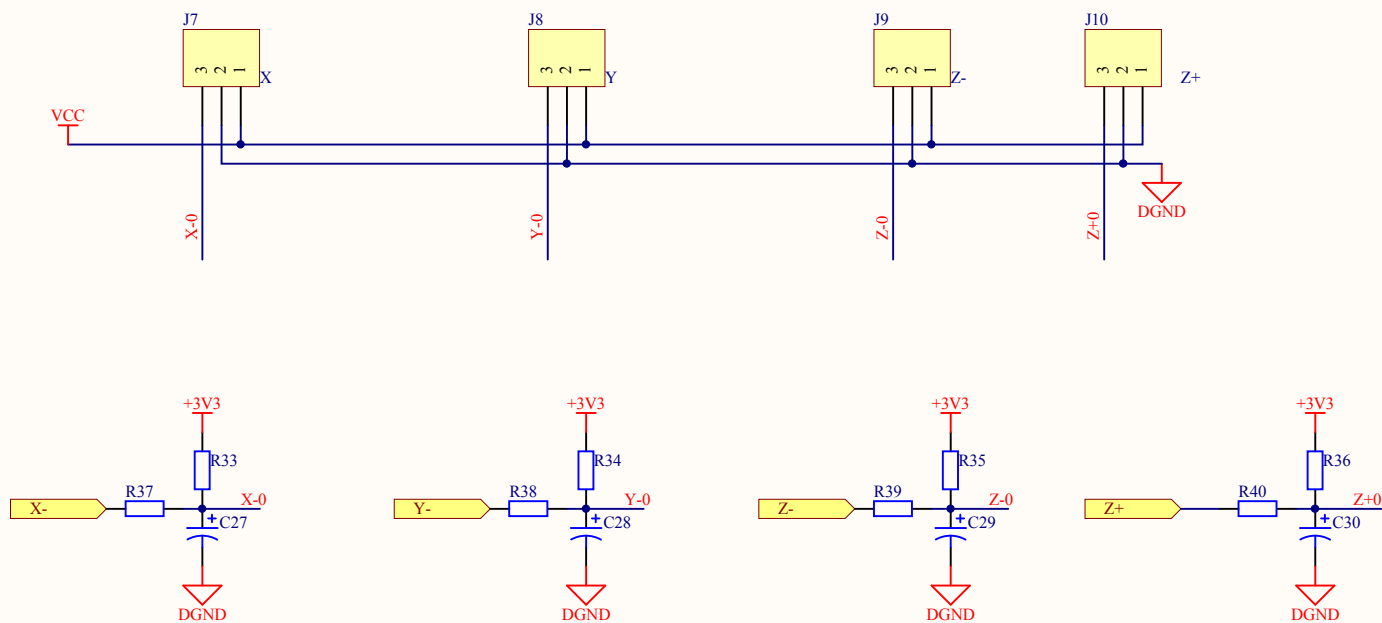 J7 J8 J9 J10
3 2 1 X 3 2 1 Y 3 2 1 Z- 3 2 1 Z+
VCC
DGND
X-0 Y-0 Z-0 Z+0
+3V3 +3V3 +3V3 +3V3
R33 R34 R35 R36
R37 R38 R39 R40
X- X-0 Y- Y-0 Z- Z-0 Z+ Z+0
+ C27 + C28 + C29 + C30
DGND DGND DGND DGND